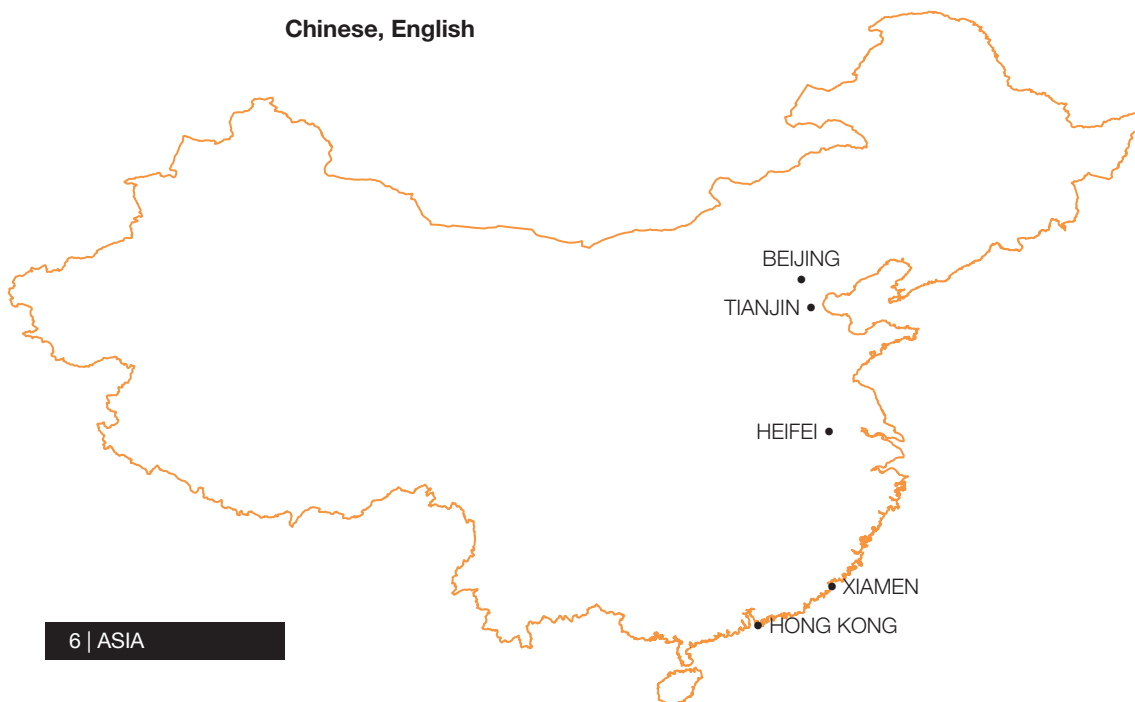 Chinese, English
BEIJING
TIANJIN
HEIFEI
XIAMEN
HONG KONG
6 | ASIA